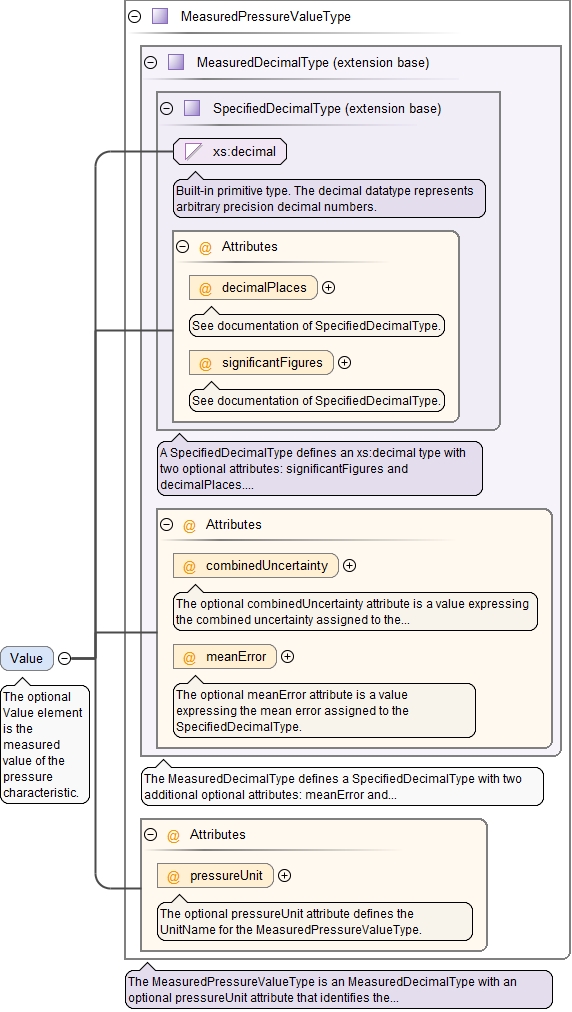 MeasuredPressureValueType
MeasuredDecimalType (extension base)
SpecifiedDecimalType (extension base)
xs:decimal
Built-in primitive type. The decimal datatype represents
arbitrary precision decimal numbers.
@ Attributes
@ decimalPlaces
See documentation of SpecifiedDecimalType.
@ significantFigures
See documentation of SpecifiedDecimalType.
A SpecifiedDecimalType defines an xs:decimal type with
two optional attributes: significantFigures and
decimalPlaces....
@ Attributes
@ combinedUncertainty
The optional combinedUncertainty attribute is a value expressing
the combined uncertainty assigned to the...
@ meanError
The optional meanError attribute is a value
expressing the mean error assigned to the
SpecifiedDecimalType.
Value
The optional
Value element
is the
measured
value of the
pressure
characteristic.
The MeasuredDecimalType defines a SpecifiedDecimalType with two
additional optional attributes: meanError and...
@ Attributes
@ pressureUnit
The optional pressureUnit attribute defines the
UnitName for the MeasuredPressureValueType.
The MeasuredPressureValueType is an MeasuredDecimalType with an
optional pressureUnit attribute that identifies the...